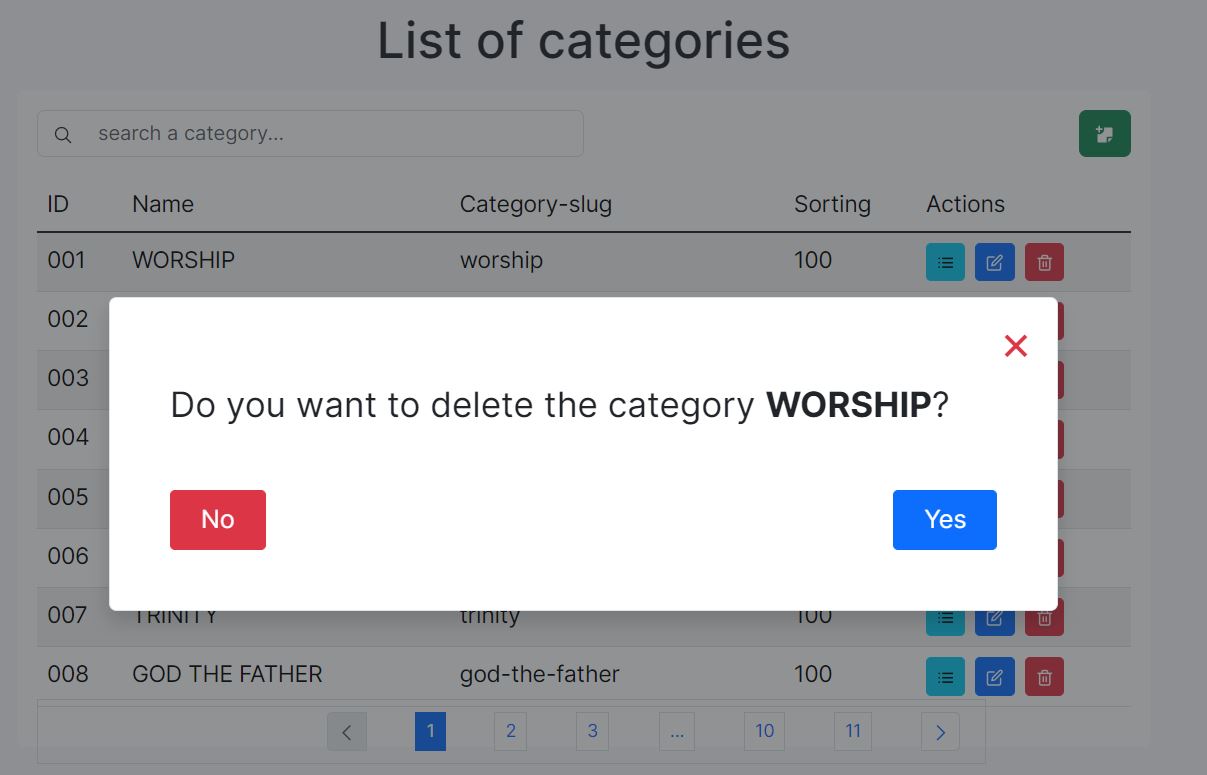 List of categories
search a category...
ID Name Category-slug Sorting Actions
001 WORSHIP worship 100
002
003
004
Do you want to delete the category WORSHIP?
005
No Yes
006
007 TRINITY trinity 100
008 GOD THE FATHER god-the-father 100
1 2 3 ... 10 11